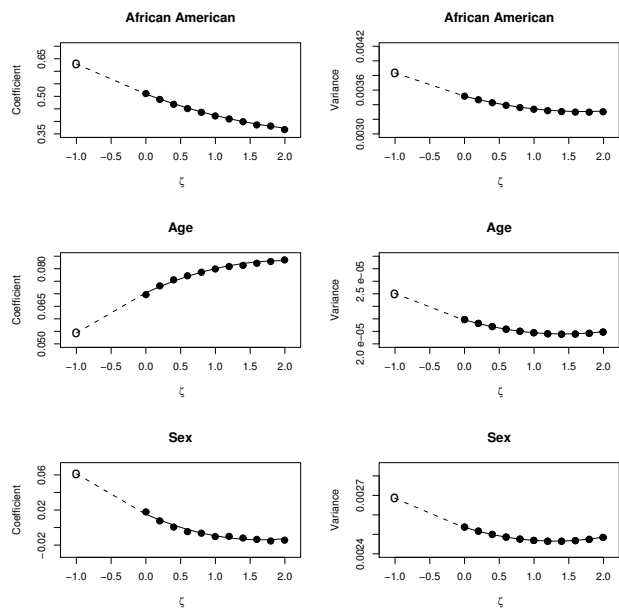 African American
Coefficient
0.35 0.50 0.65
−1.0 −0.5 0.0 0.5 1.0 1.5 2.0
ζ
African American
Variance
0.0030 0.0036 0.0042
−1.0 −0.5 0.0 0.5 1.0 1.5 2.0
ζ
Age
Coefficient
0.050 0.065 0.080
−1.0 −0.5 0.0 0.5 1.0 1.5 2.0
ζ
Age
Variance
2.0 e−05 2.5 e−05
−1.0 −0.5 0.0 0.5 1.0 1.5 2.0
ζ
Sex
Coefficient
−0.02 0.02 0.06
−1.0 −0.5 0.0 0.5 1.0 1.5 2.0
ζ
Sex
Variance
0.0024 0.0027
−1.0 −0.5 0.0 0.5 1.0 1.5 2.0
ζ